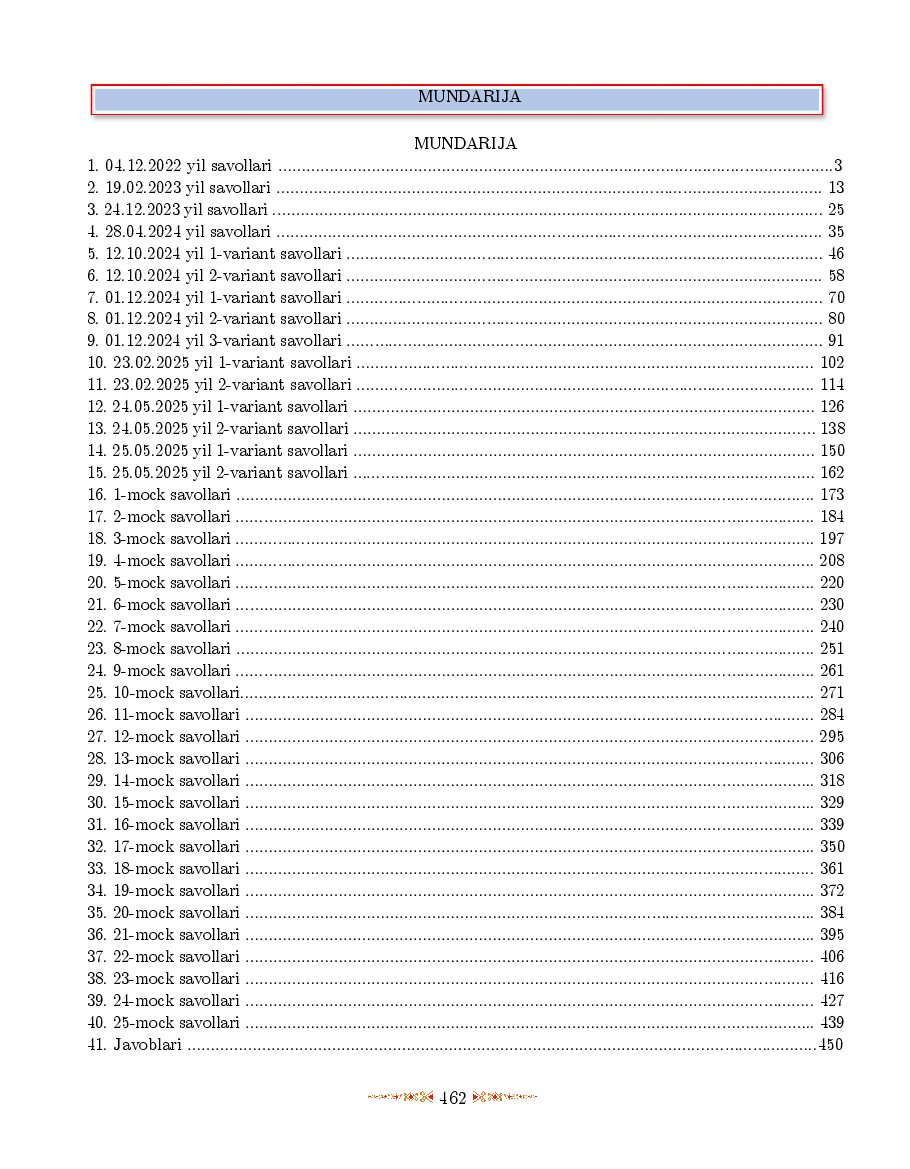 MUNDARIJA
MUNDARIJA
1. 04.12.2022 yil savollari ........................................ 3
2. 19.02.2023 yil savollari ........................................ 13
3. 24.12.2023 yil savollari ........................................ 25
4. 28.04.2024 yil savollari ........................................ 35
5. 12.10.2024 yil 1-variant savollari ........................................ 46
6. 12.10.2024 yil 2-variant savollari ........................................ 58
7. 01.12.2024 yil 1-variant savollari ........................................ 70
8. 01.12.2024 yil 2-variant savollari ........................................ 80
9. 01.12.2024 yil 3-variant savollari ........................................ 91
10. 23.02.2025 yil 1-variant savollari ........................................ 102
11. 23.02.2025 yil 2-variant savollari ........................................ 114
12. 24.05.2025 yil 1-variant savollari ........................................ 126
13. 24.05.2025 yil 2-variant savollari ........................................ 138
14. 25.05.2025 yil 1-variant savollari ........................................ 150
15. 25.05.2025 yil 2-variant savollari ........................................ 162
16. 1-mock savollari ........................................ 173
17. 2-mock savollari ........................................ 184
18. 3-mock savollari ........................................ 197
19. 4-mock savollari ........................................ 208
20. 5-mock savollari ........................................ 220
21. 6-mock savollari ........................................ 230
22. 7-mock savollari ........................................ 240
23. 8-mock savollari ........................................ 251
24. 9-mock savollari ........................................ 261
25. 10-mock savollari ........................................ 271
26. 11-mock savollari ........................................ 284
27. 12-mock savollari ........................................ 295
28. 13-mock savollari ........................................ 306
29. 14-mock savollari ........................................ 318
30. 15-mock savollari ........................................ 329
31. 16-mock savollari ........................................ 339
32. 17-mock savollari ........................................ 350
33. 18-mock savollari ........................................ 361
34. 19-mock savollari ........................................ 372
35. 20-mock savollari ........................................ 384
36. 21-mock savollari ........................................ 395
37. 22-mock savollari ........................................ 406
38. 23-mock savollari ........................................ 416
39. 24-mock savollari ........................................ 427
40. 25-mock savollari ........................................ 439
41. Javoblari ........................................ 450
462